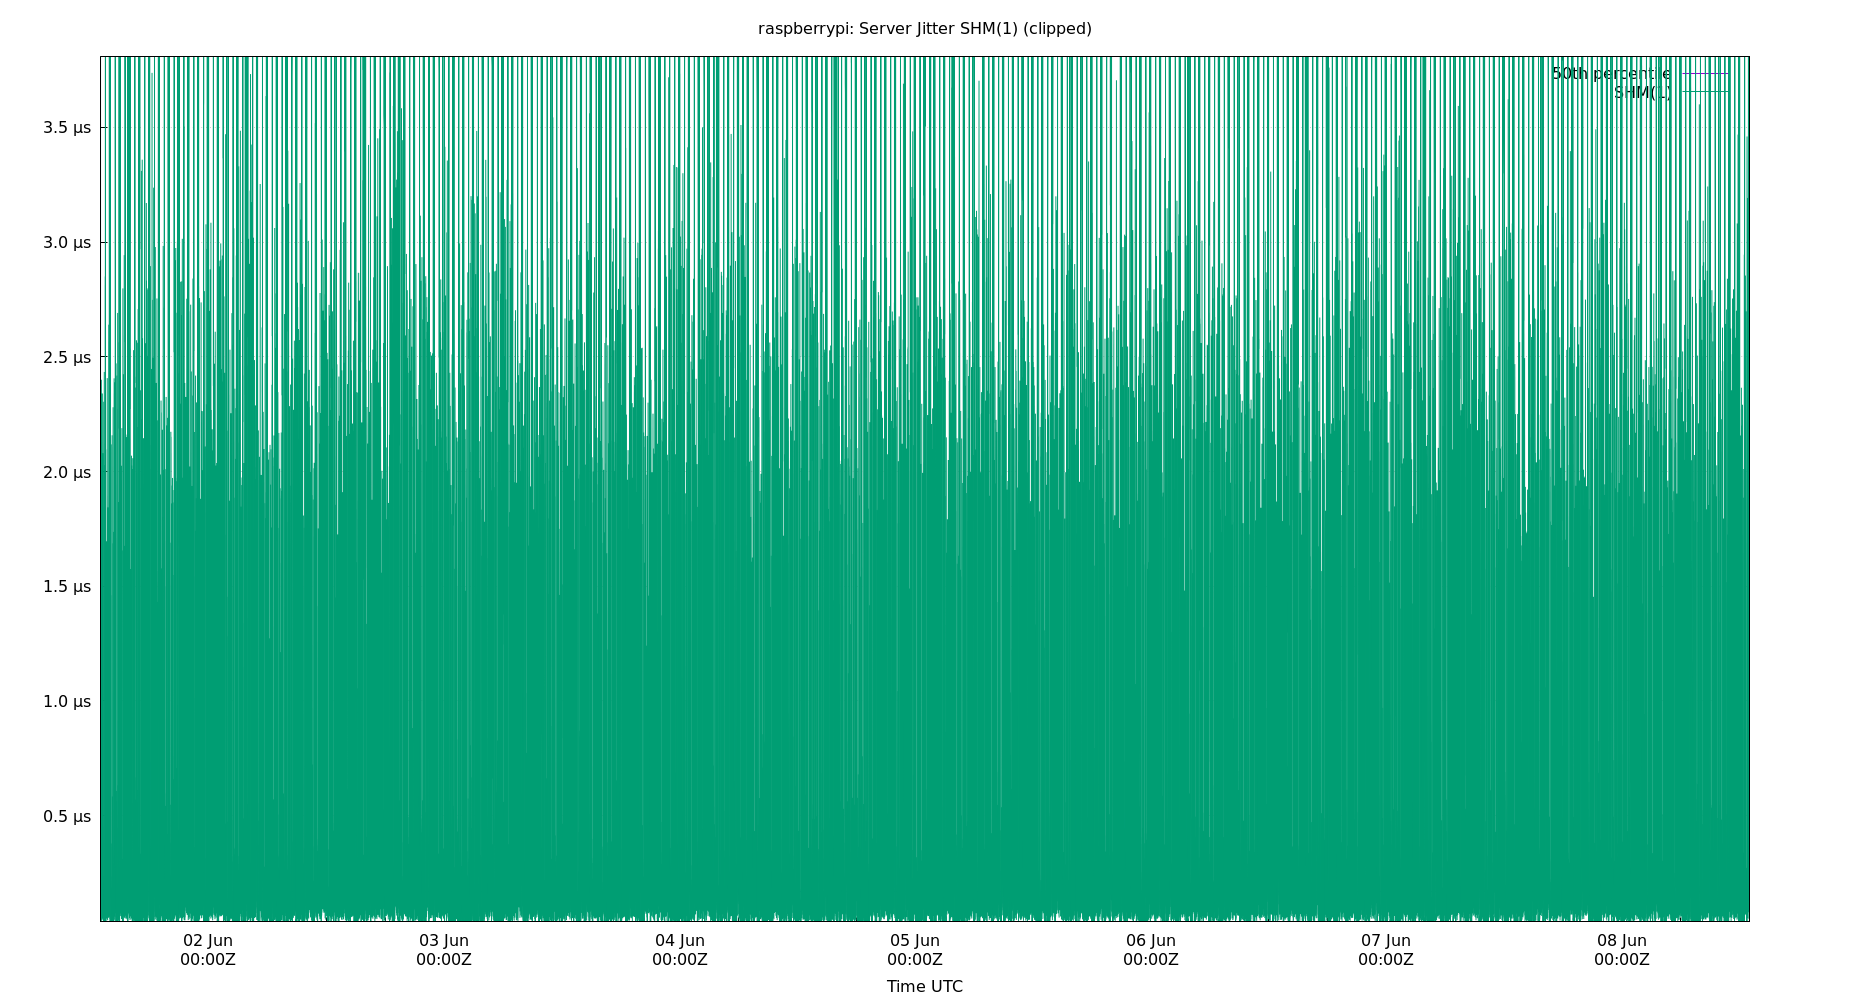 raspberrypi: Server Jitter SHM(1) (clipped)
50th percentile
SHM(1)
3.5 µs
3.0 µs
2.5 µs
2.0 µs
1.5 µs
1.0 µs
0.5 µs
02 Jun 03 Jun 04 Jun 05 Jun 06 Jun 07 Jun 08 Jun
00:00Z 00:00Z 00:00Z 00:00Z 00:00Z 00:00Z 00:00Z
Time UTC